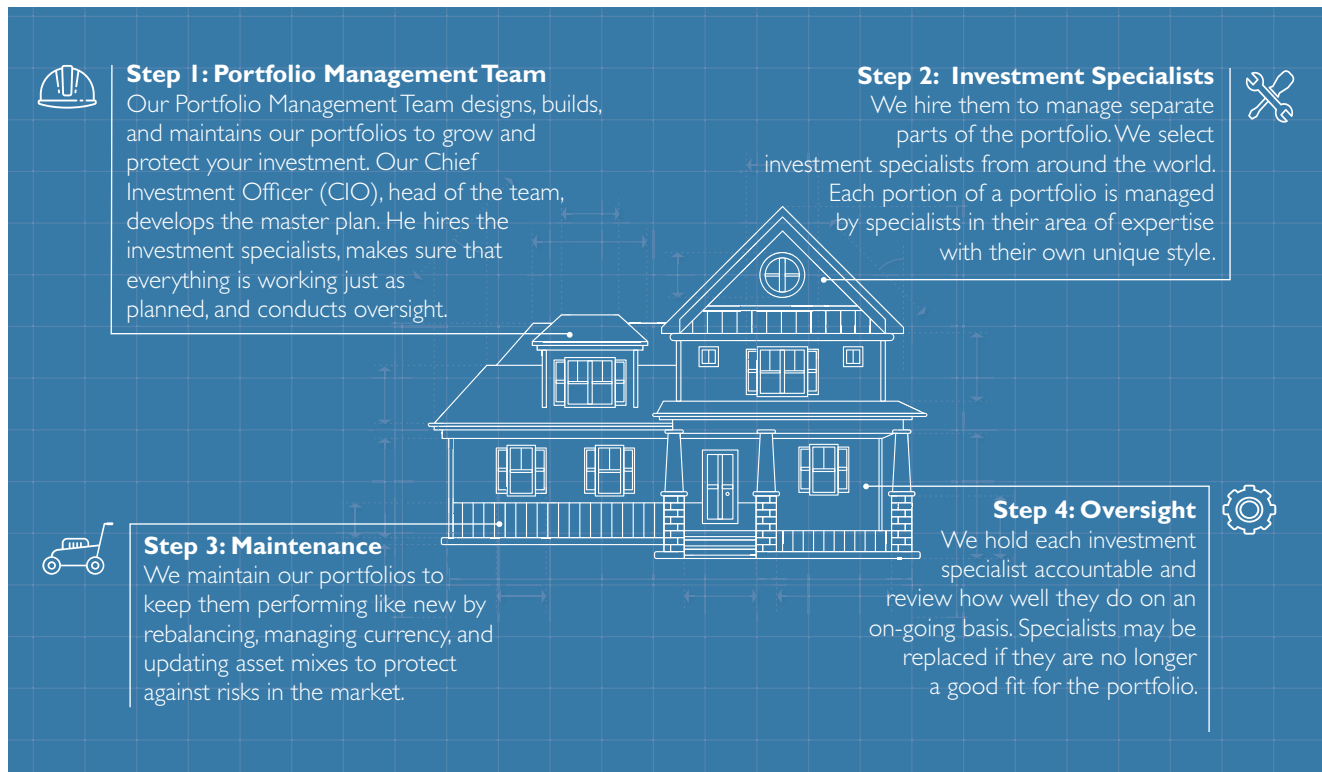 Step 1: Portfolio Management Team
Our Portfolio Management Team designs, builds,
and maintains our portfolios to grow and
protect your investment. Our Chief
Investment Officer (CIO), head of the team,
develops the master plan. He hires the
investment specialists, makes sure that
everything is working just as
planned, and conducts oversight.
Step 2: Investment Specialists
We hire them to manage separate
parts of the portfolio. We select
investment specialists from around the world.
Each portion of a portfolio is managed
by specialists in their area of expertise
with their own unique style.
Step 3: Maintenance
We maintain our portfolios to
keep them performing like new by
rebalancing, managing currency, and
updating asset mixes to protect
against risks in the market.
Step 4: Oversight
We hold each investment
specialist accountable and
review how well they do on an
on-going basis. Specialists may be
replaced if they are no longer
a good fit for the portfolio.